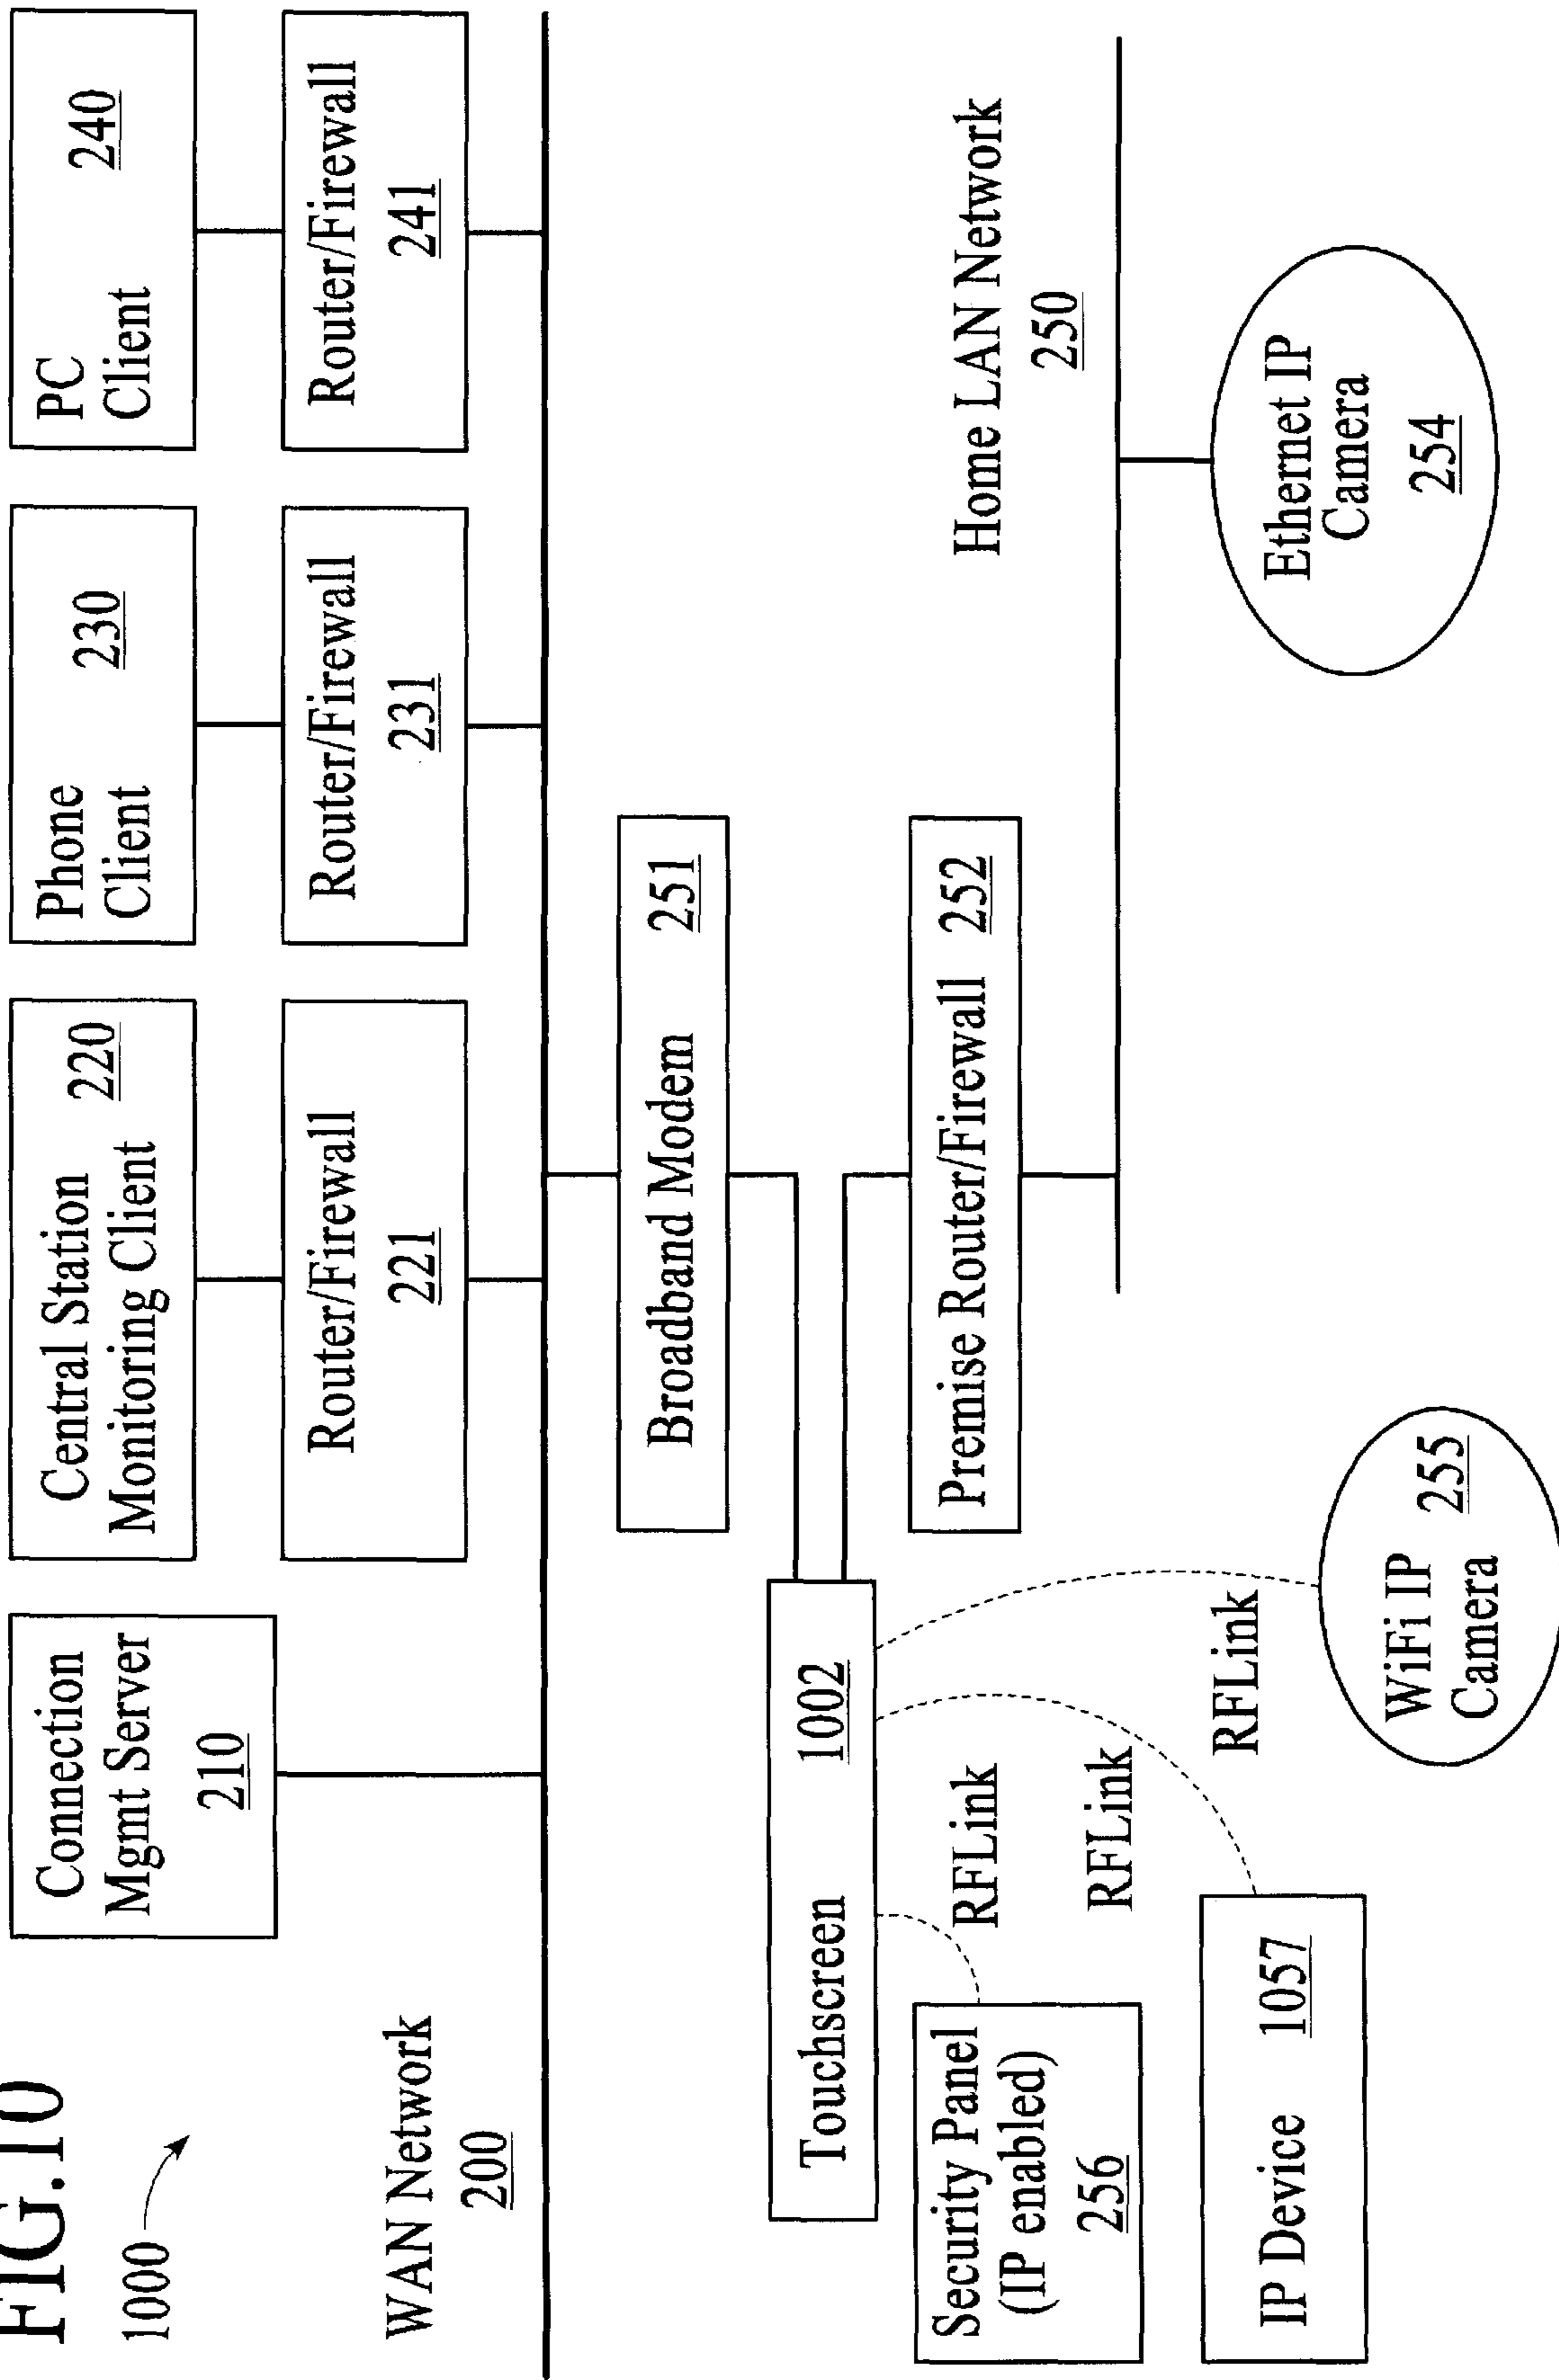 FIG.10
1000
Connection
Mgmt Server
210
Central Station
220
Monitoring Client
Phone
230
Client
PC
240
Client
Router/Firewall
221
Router/Firewall
231
Router/Firewall
241
WAN Network
200
Broadband Modem 251
Touchscreen 1002
Premise Router/Firewall 252
Home LAN Network
250
Security Panel
(IP enabled)
256
RFLink
RFLink
RFLink
IP Device 1057
WiFi IP
255
Camera
Ethernet IP
Camera
254